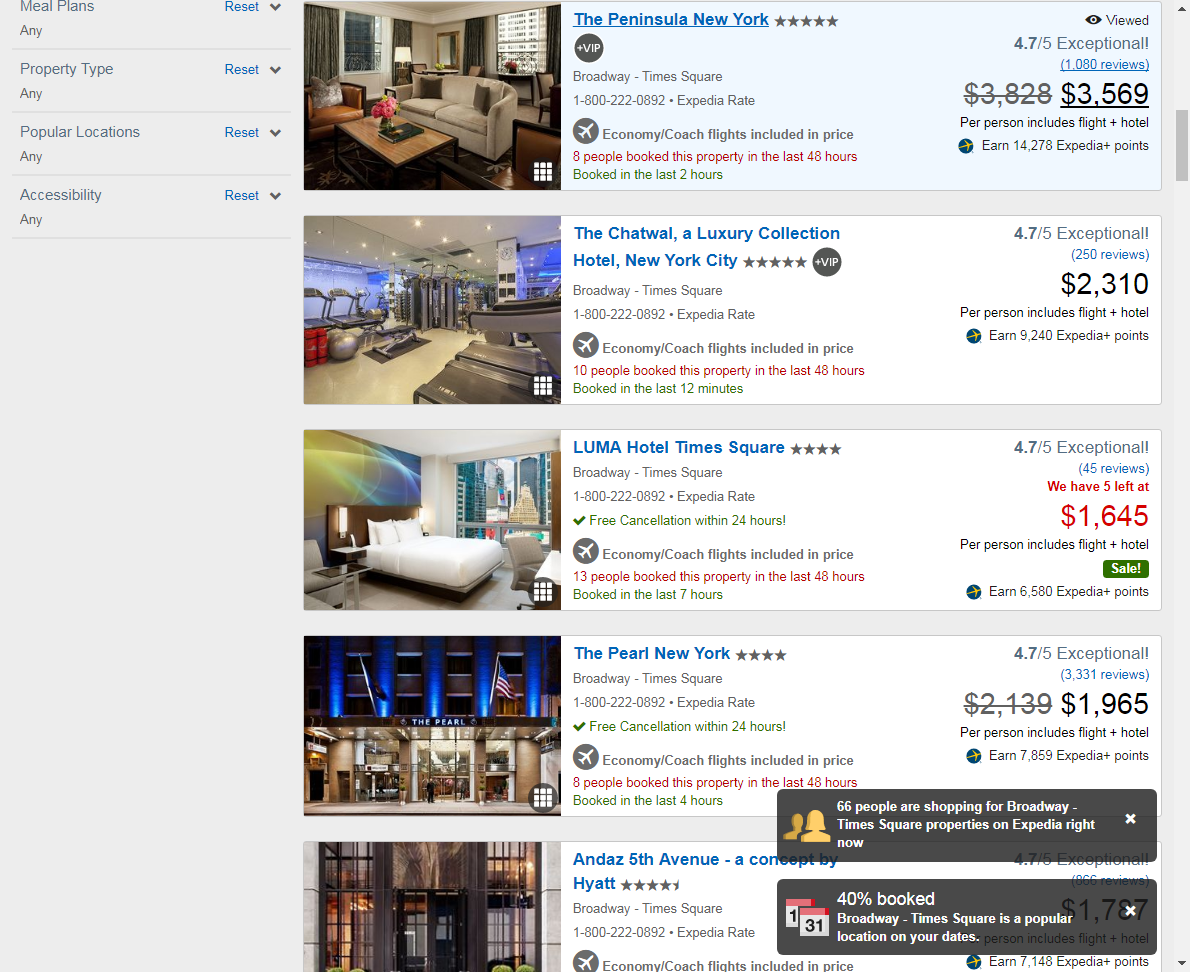 Meal Plans Reset
Any
Property Type Reset
Any
Popular Locations Reset
Any
Accessibility Reset
Any
The Peninsula New York
Viewed
+VIP
4.7/5 Exceptional!
(1,080 reviews)
Broadway - Times Square
$3,828 $3,569
1-800-222-0892 • Expedia Rate
Per person includes flight + hotel
Economy/Coach flights included in price
Earn 14,278 Expedia+ points
8 people booked this property in the last 48 hours
Booked in the last 2 hours
The Chatwal, a Luxury Collection
Hotel, New York City +VIP
4.7/5 Exceptional!
(250 reviews)
Broadway - Times Square
$2,310
1-800-222-0892 • Expedia Rate
Per person includes flight + hotel
Economy/Coach flights included in price
Earn 9,240 Expedia+ points
10 people booked this property in the last 48 hours
Booked in the last 12 minutes
LUMA Hotel Times Square
4.7/5 Exceptional!
Broadway - Times Square
(45 reviews)
We have 5 left at
1-800-222-0892 • Expedia Rate
$1,645
Free Cancellation within 24 hours!
Per person includes flight + hotel
Economy/Coach flights included in price
Sale!
13 people booked this property in the last 48 hours
Earn 6,580 Expedia+ points
Booked in the last 7 hours
THE PEARL
The Pearl New York
4.7/5 Exceptional!
Broadway - Times Square
(3,331 reviews)
1-800-222-0892 • Expedia Rate
$2,139 $1,965
Free Cancellation within 24 hours!
Per person includes flight + hotel
Economy/Coach flights included in price
Earn 7,859 Expedia+ points
8 people booked this property in the last 48 hours
Booked in the last 4 hours
66 people are shopping for Broadway -
Times Square properties on Expedia right
now
Andaz 5th Avenue - a concept by
Hyatt
4.7/5 Exceptional!
(866 reviews)
Broadway - Times Square
$1,787
1-800-222-0892 • Expedia Rate
person includes flight + hotel
Economy/Coach flights included in price
Earn 7,148 Expedia+ points
1
31
40% booked
Broadway - Times Square is a popular
location on your dates.